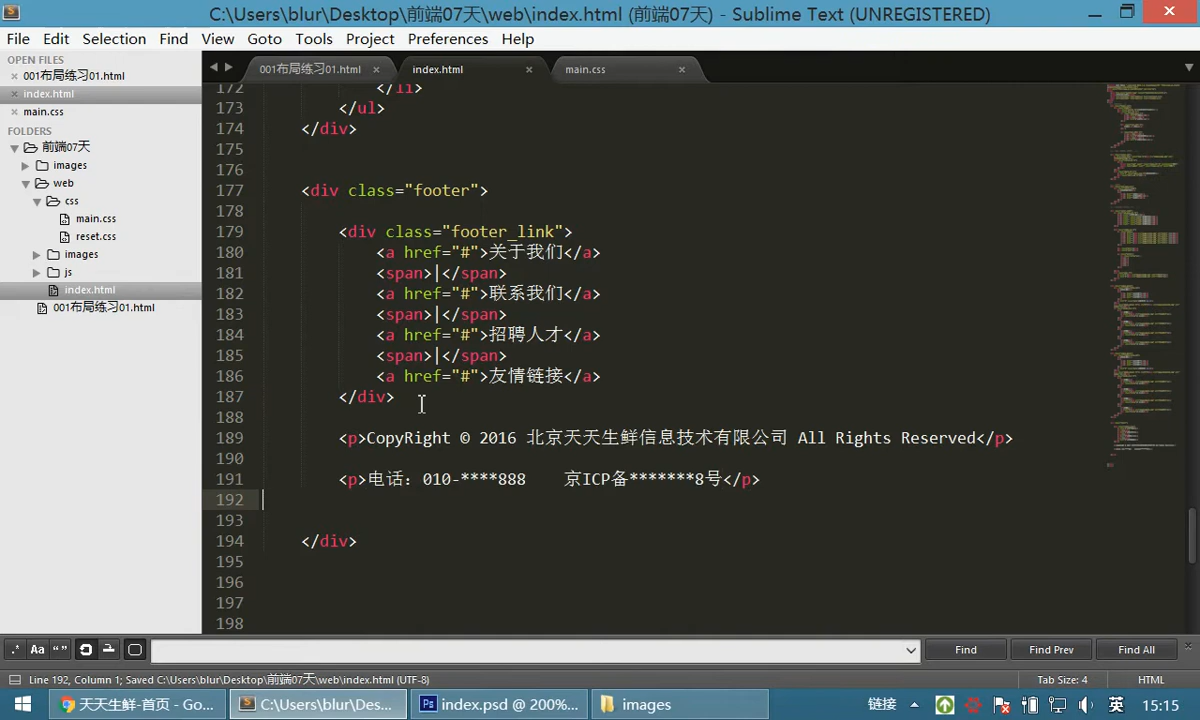 C:\Users\blur\Desktop\前端07天\web\index.html (前端07天) - Sublime Text (UNREGISTERED)
File Edit Selection Find View Goto Tools Project Preferences Help
OPEN FILES
001布局练习01.html
index.html
main.css
FOLDERS
前端07天
images
web
css
main.css
reset.css
images
js
index.html
001布局练习01.html
001布局练习01.html index.html main.css
172 </li>
173 </ul>
174 </div>
175
176
177 <div class="footer">
178
179 <div class="footer_link">
180 <a href="#">关于我们</a>
181 <span>|</span>
182 <a href="#">联系我们</a>
183 <span>|</span>
184 <a href="#">招聘人才</a>
185 <span>|</span>
186 <a href="#">友情链接</a>
187 </div>
188
189 <p>CopyRight © 2016 北京天天生鲜信息技术有限公司 All Rights Reserved</p>
190
191 <p>电话：010-****888    京ICP备*******8号</p>
192
193
194 </div>
195
196
197
198
.* Aa “ ” Find Find Prev Find All
Line 192, Column 1; Saved C:\Users\blur\Desktop\前端07天\web\index.html (UTF-8) Tab Size: 4 HTML
天天生鲜-首页 - Go... C:\Users\blur\Des... index.psd @ 200%... images 链接 英 15:15